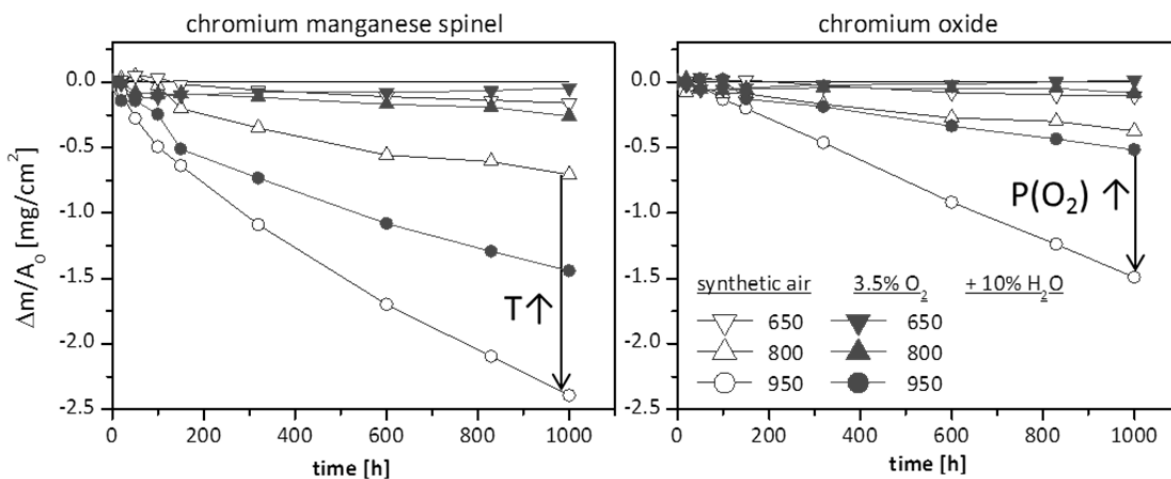 chromium manganese spinel
0.0
-0.5
-1.0
-1.5
-2.0
-2.5
Δm/A₀ [mg/cm²]
0 200 400 600 800 1000
time [h]
T↑
chromium oxide
0.0
-0.5
-1.0
-1.5
-2.0
-2.5
P(O₂) ↑
synthetic air 3.5% O₂ + 10% H₂O
650 650
800 800
950 950
0 200 400 600 800 1000
time [h]